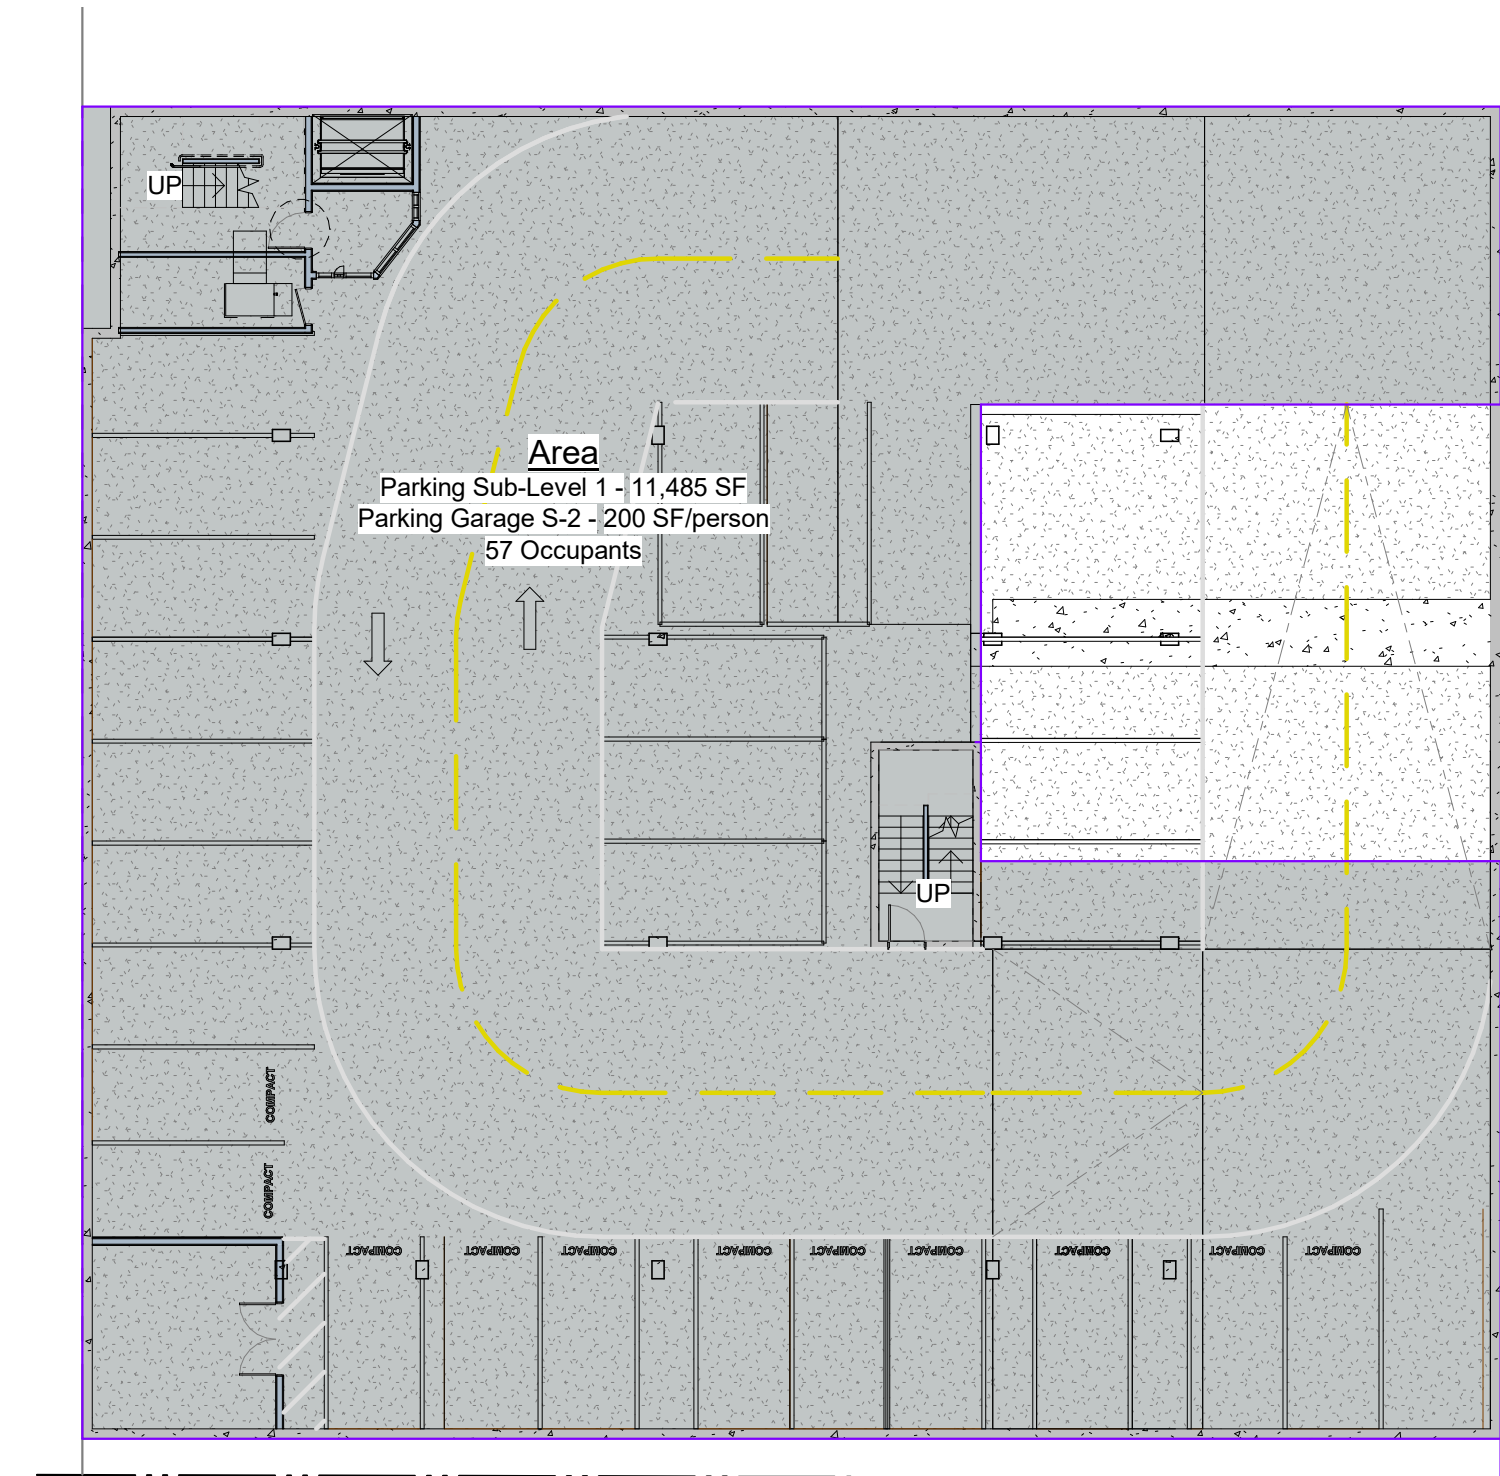 UP
Area
Parking Sub-Level 1 - 11,485 SF
Parking Garage S-2 - 200 SF/person
57 Occupants
UP
COMPACT
COMPACT
COMPACT COMPACT COMPACT COMPACT COMPACT COMPACT COMPACT COMPACT COMPACT